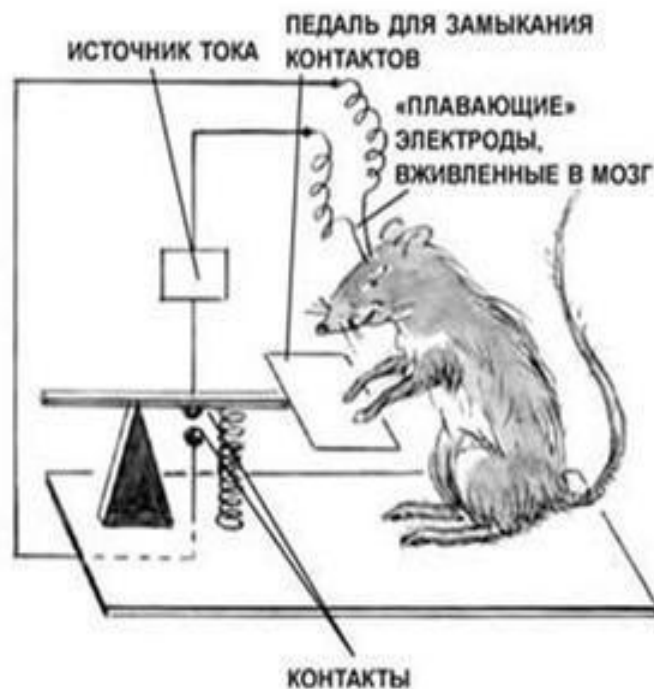 ИСТОЧНИК ТОКА
ПЕДАЛЬ ДЛЯ ЗАМЫКАНИЯ
КОНТАКТОВ
«ПЛАВАЮЩИЕ»
ЭЛЕКТРОДЫ,
ВЖИВЛЕННЫЕ В МОЗГ
КОНТАКТЫ